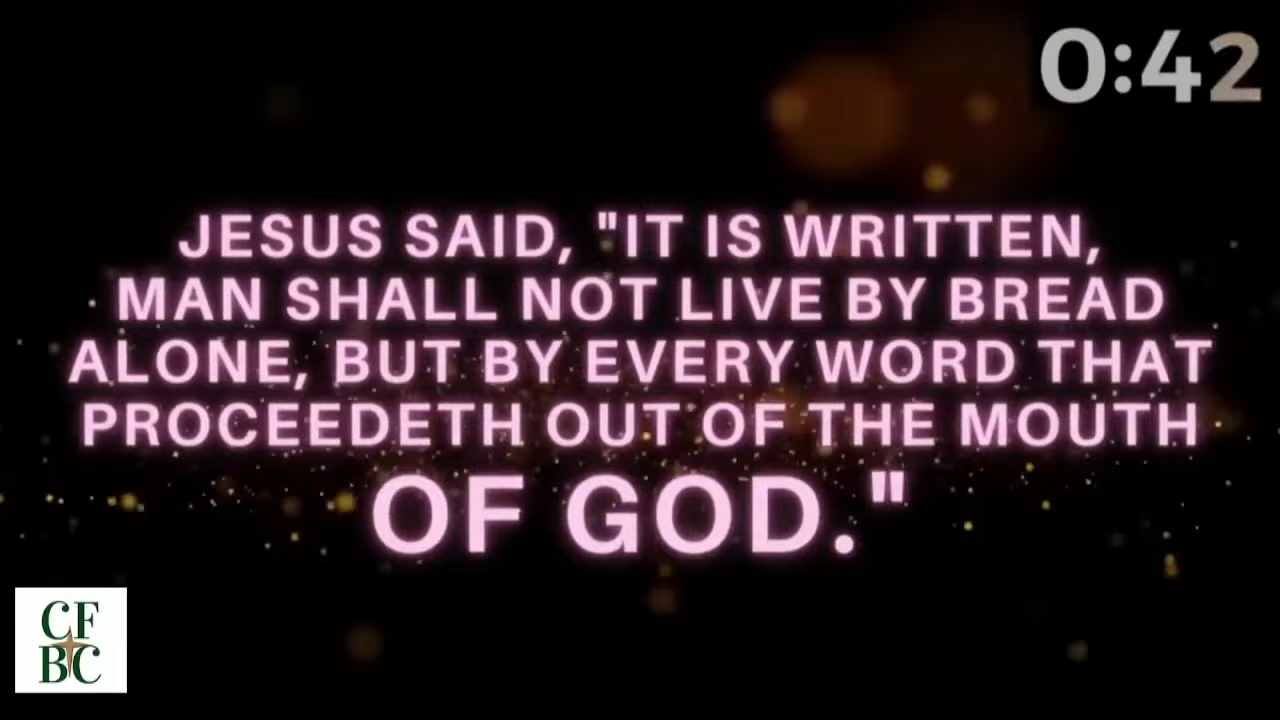 0:42
JESUS SAID, "IT IS WRITTEN,
MAN SHALL NOT LIVE BY BREAD
ALONE, BUT BY EVERY WORD THAT
PROCEEDETH OUT OF THE MOUTH
OF GOD."
CF
BC